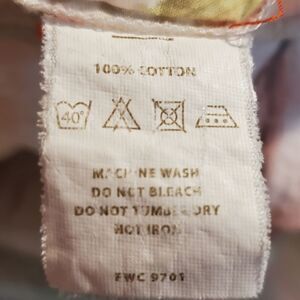 100% COTTON
40°
MACHINE WASH
DO NOT BLEACH
DO NOT TUMBLE DRY
HOT IRON
FWC 9701